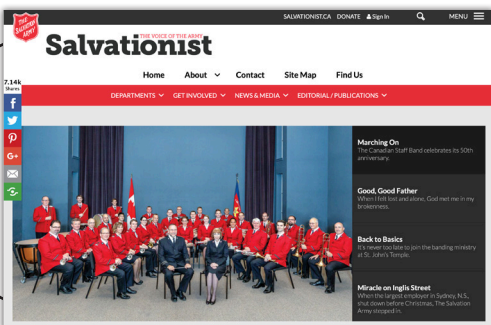 SALVATIONIST.CA DONATE Sign In MENU
THE
SALVATION
ARMY
THE VOICE OF THE ARMY
Salvationist
Home About Contact Site Map Find Us
7.14k
Shares
DEPARTMENTS GET INVOLVED NEWS & MEDIA EDITORIAL / PUBLICATIONS
f
G+
Marching On
The Canadian Staff Band celebrates its 50th
anniversary.
Good, Good Father
When I felt lost and alone, God met me in my
brokenness.
Back to Basics
It's never too late to join the banding ministry
at St. John's Temple.
Miracle on Inglis Street
When the largest employer in Sydney, N.S.,
shut down before Christmas, The Salvation
Army stepped in.